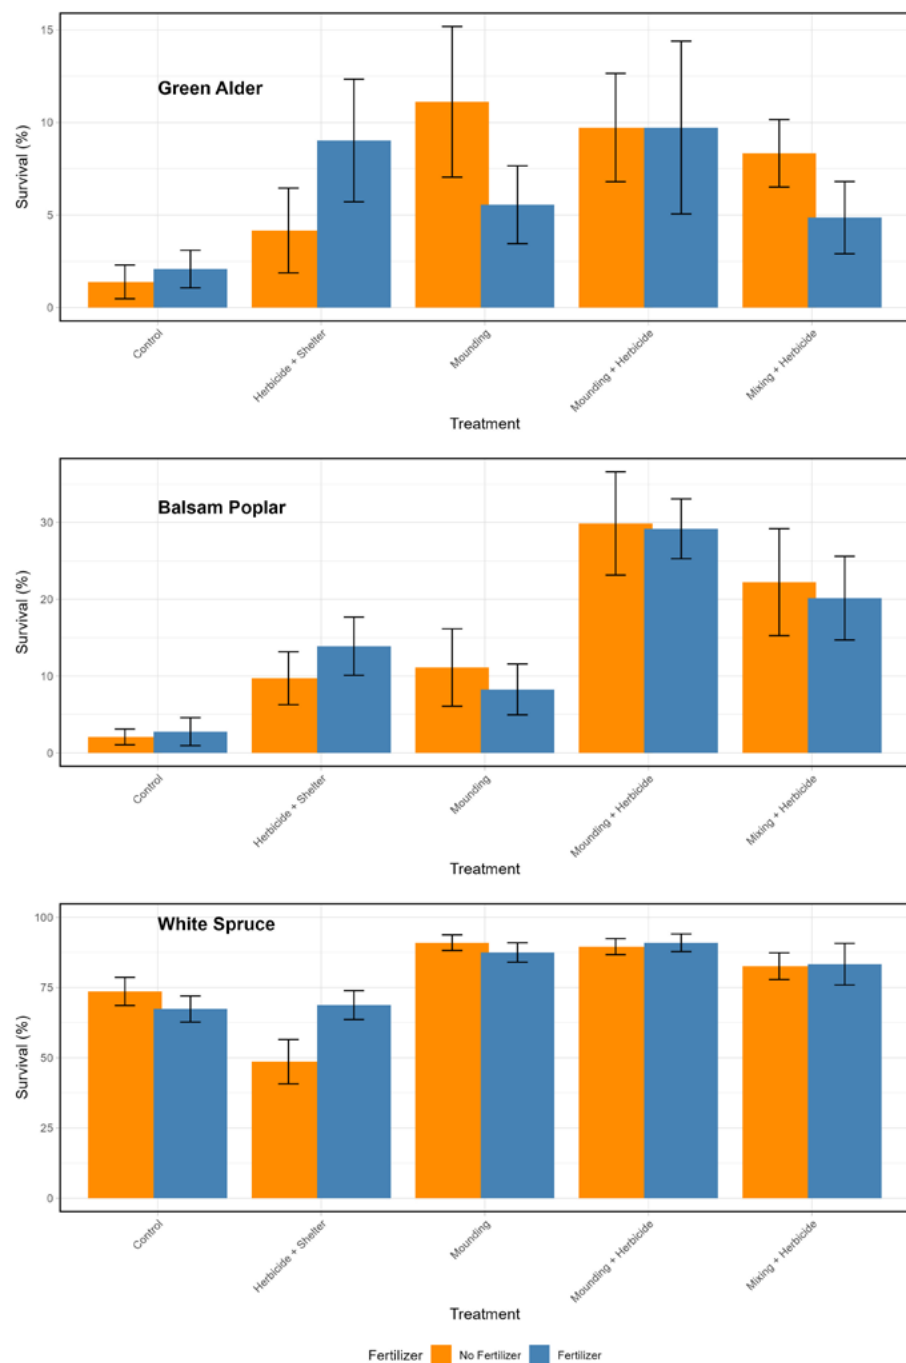 Green Alder
Survival (%)
15
10
5
0
Control
Herbicide + Shelter
Mounding
Mounding + Herbicide
Mixing + Herbicide
Treatment
Balsam Poplar
Survival (%)
30
20
10
0
Control
Herbicide + Shelter
Mounding
Mounding + Herbicide
Mixing + Herbicide
Treatment
White Spruce
Survival (%)
100
75
50
25
0
Control
Herbicide + Shelter
Mounding
Mounding + Herbicide
Mixing + Herbicide
Treatment
Fertilizer No Fertilizer Fertilizer